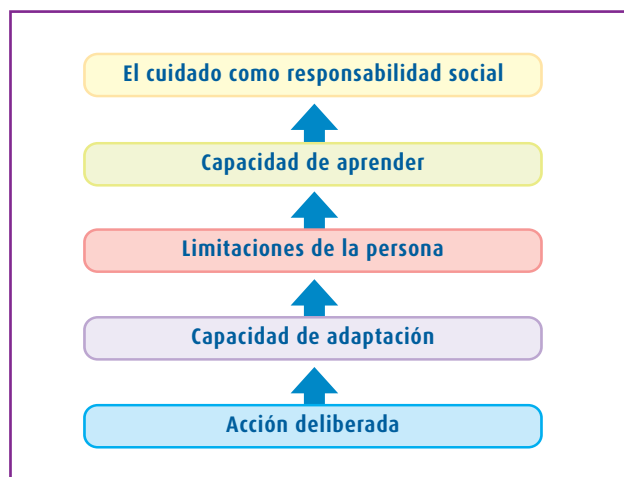 El cuidado como responsabilidad social
Capacidad de aprender
Limitaciones de la persona
Capacidad de adaptación
Acción deliberada